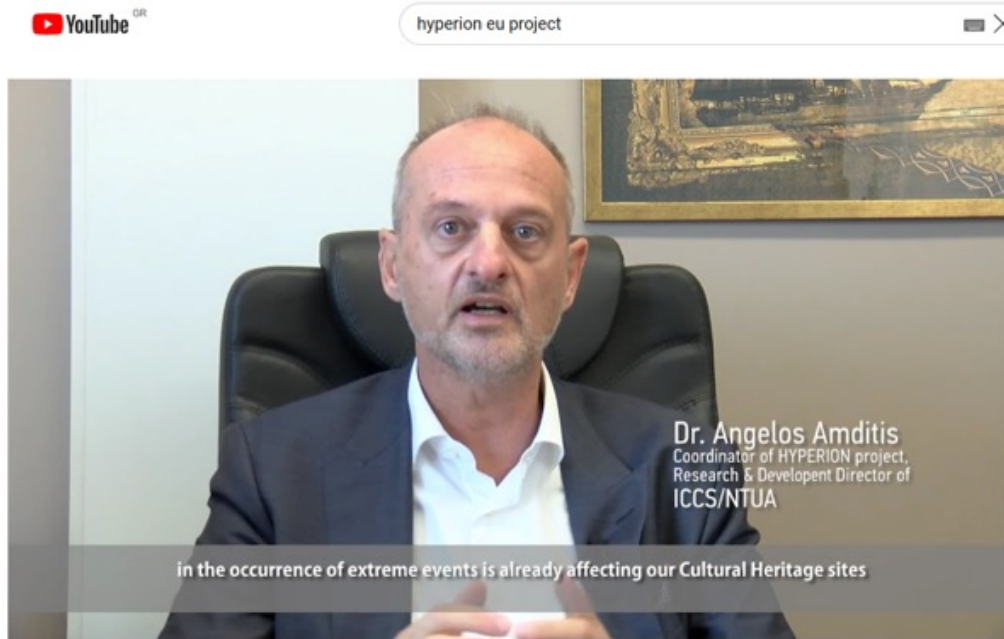 YouTube GR
hyperion eu project
Dr. Angelos Amditis
Coordinator of HYPERION project,
Research & Developent Director of
ICCS/NTUA
in the occurrence of extreme events is already affecting our Cultural Heritage sites